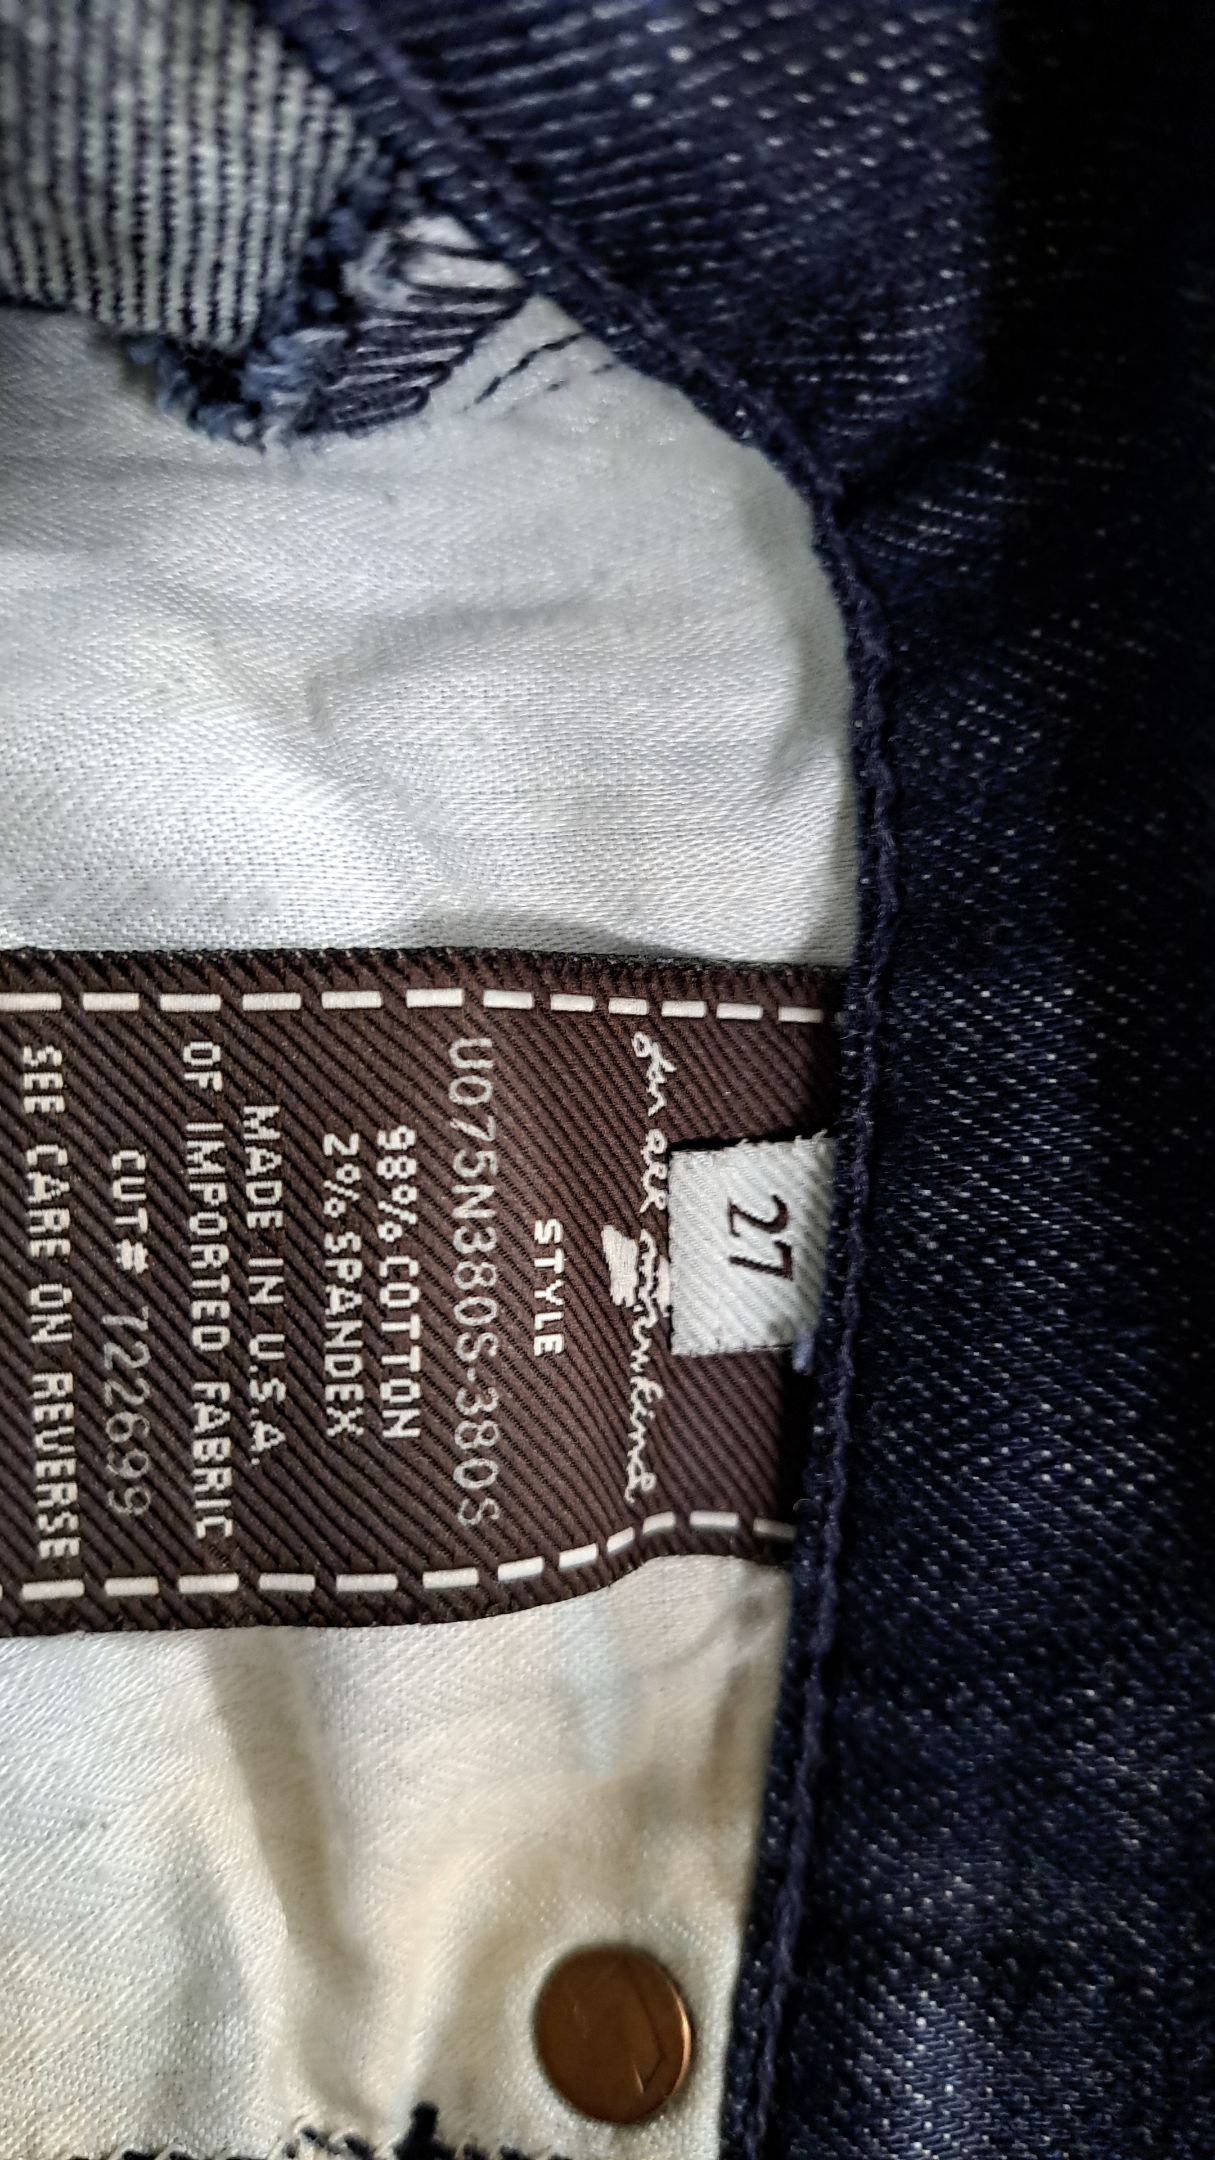 27
for all mankind
STYLE
U075N380S-380S
98% COTTON
2% SPANDEX
MADE IN U.S.A.
OF IMPORTED FABRIC
CUT# 722699
SEE CARE ON REVERSE